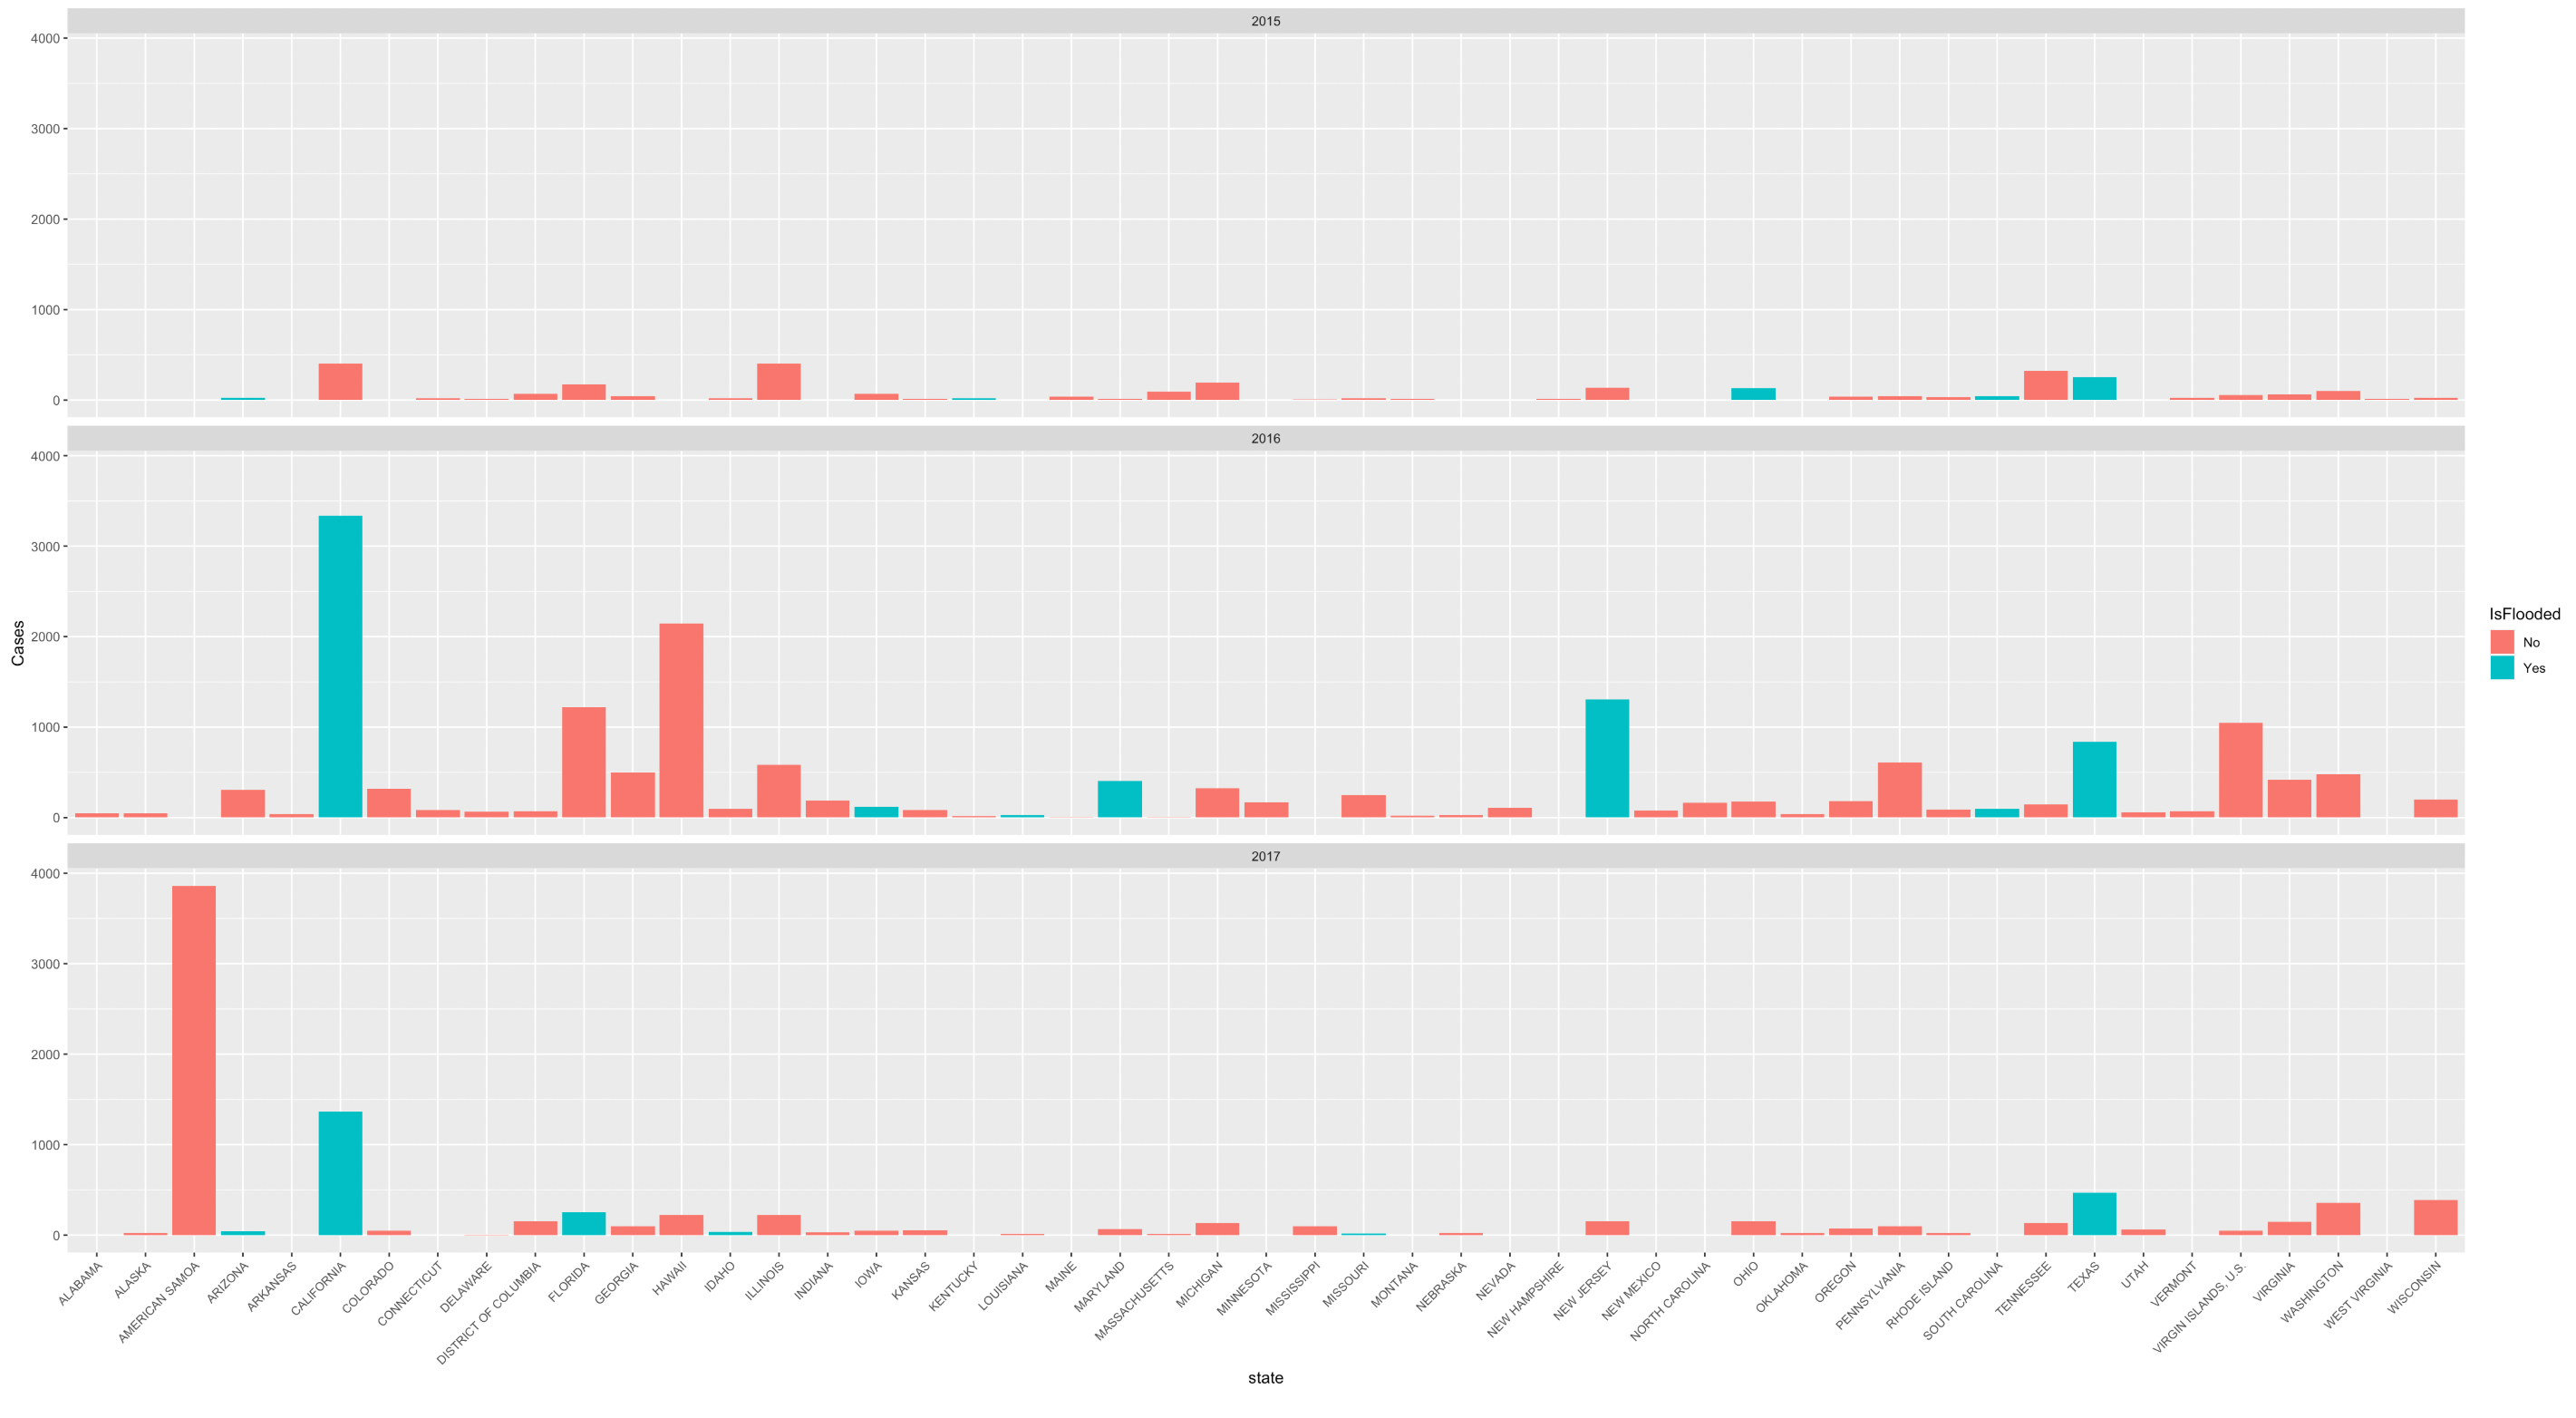 2015
4000
3000
2000
1000
0
2016
4000
3000
2000
1000
0
2017
4000
3000
2000
1000
0
Cases
ALABAMA
ALASKA
AMERICAN SAMOA
ARIZONA
ARKANSAS
CALIFORNIA
COLORADO
CONNECTICUT
DELAWARE
DISTRICT OF COLUMBIA
FLORIDA
GEORGIA
HAWAII
IDAHO
ILLINOIS
INDIANA
IOWA
KANSAS
KENTUCKY
LOUISIANA
MAINE
MARYLAND
MASSACHUSETTS
MICHIGAN
MINNESOTA
MISSISSIPPI
MISSOURI
MONTANA
NEBRASKA
NEVADA
NEW HAMPSHIRE
NEW JERSEY
NEW MEXICO
NORTH CAROLINA
OHIO
OKLAHOMA
OREGON
PENNSYLVANIA
RHODE ISLAND
SOUTH CAROLINA
TENNESSEE
TEXAS
UTAH
VERMONT
VIRGIN ISLANDS, U.S.
VIRGINIA
WASHINGTON
WEST VIRGINIA
WISCONSIN
state
IsFlooded
No
Yes